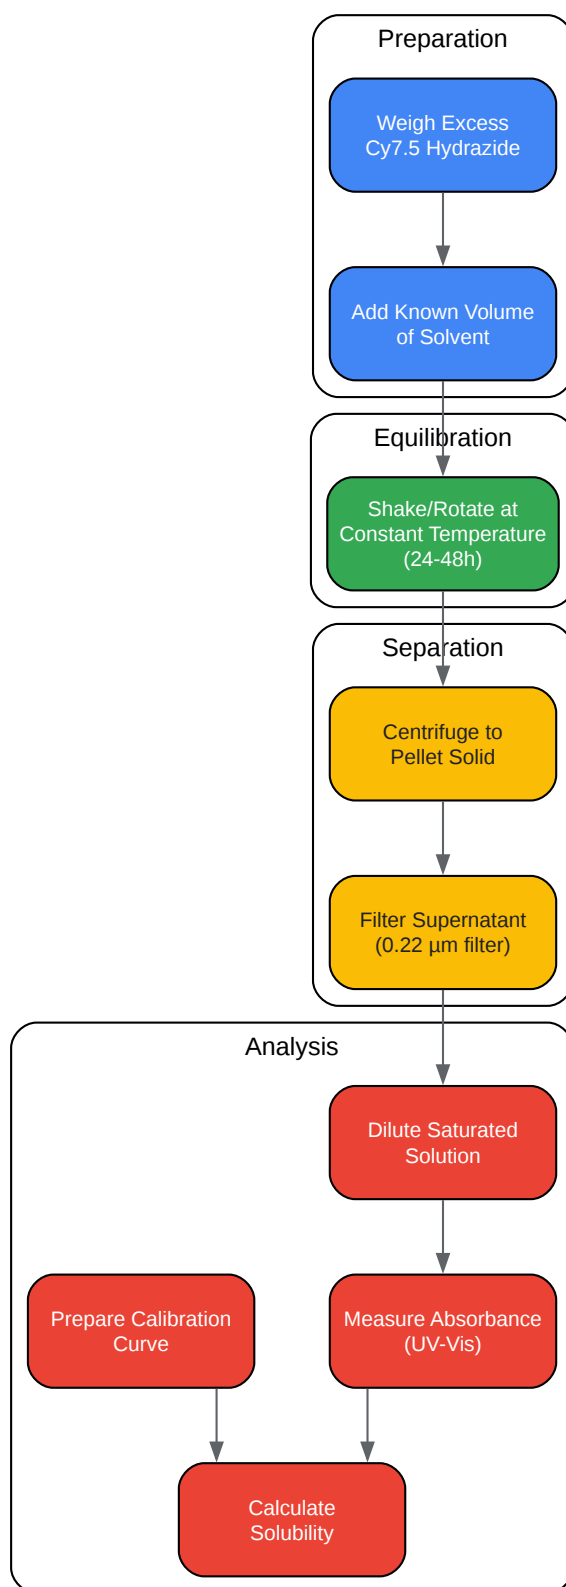 Preparation
Weigh Excess
Cy7.5 Hydrazide
Add Known Volume
of Solvent
Equilibration
Shake/Rotate at
Constant Temperature
(24-48h)
Separation
Centrifuge to
Pellet Solid
Filter Supernatant
(0.22 µm filter)
Analysis
Dilute Saturated
Solution
Prepare Calibration
Curve
Measure Absorbance
(UV-Vis)
Calculate
Solubility